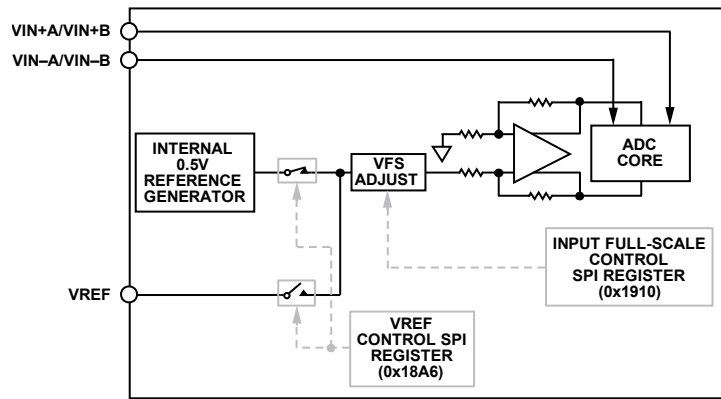 VIN+A/VIN+B
VIN–A/VIN–B
INTERNAL
0.5V
REFERENCE
GENERATOR
VFS
ADJUST
ADC
CORE
INPUT FULL-SCALE
CONTROL
SPI REGISTER
(0x1910)
VREF
VREF
CONTROL SPI
REGISTER
(0x18A6)